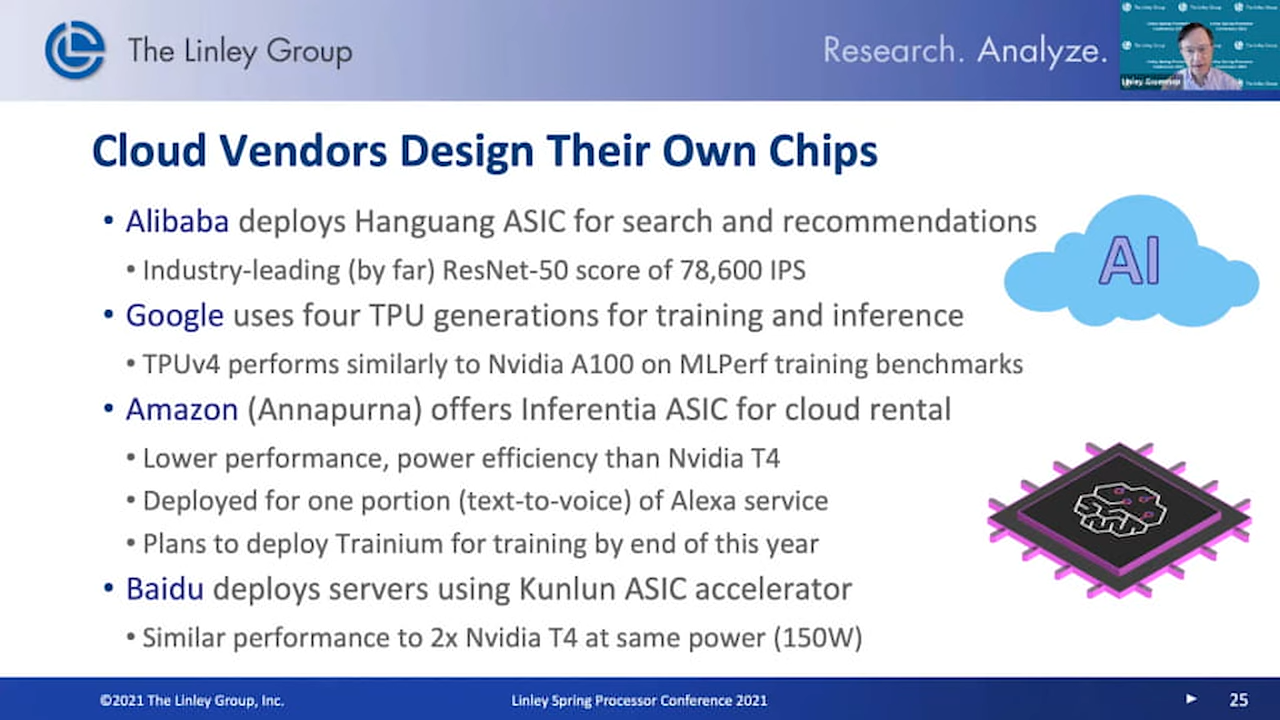 The Linley Group
Research. Analyze.
Linley Gwennap
Cloud Vendors Design Their Own Chips
• Alibaba deploys Hanguang ASIC for search and recommendations
• Industry-leading (by far) ResNet-50 score of 78,600 IPS
AI
• Google uses four TPU generations for training and inference
• TPUv4 performs similarly to Nvidia A100 on MLPerf training benchmarks
• Amazon (Annapurna) offers Inferentia ASIC for cloud rental
• Lower performance, power efficiency than Nvidia T4
• Deployed for one portion (text-to-voice) of Alexa service
• Plans to deploy Trainium for training by end of this year
• Baidu deploys servers using Kunlun ASIC accelerator
• Similar performance to 2x Nvidia T4 at same power (150W)
©2021 The Linley Group, Inc.
Linley Spring Processor Conference 2021
25